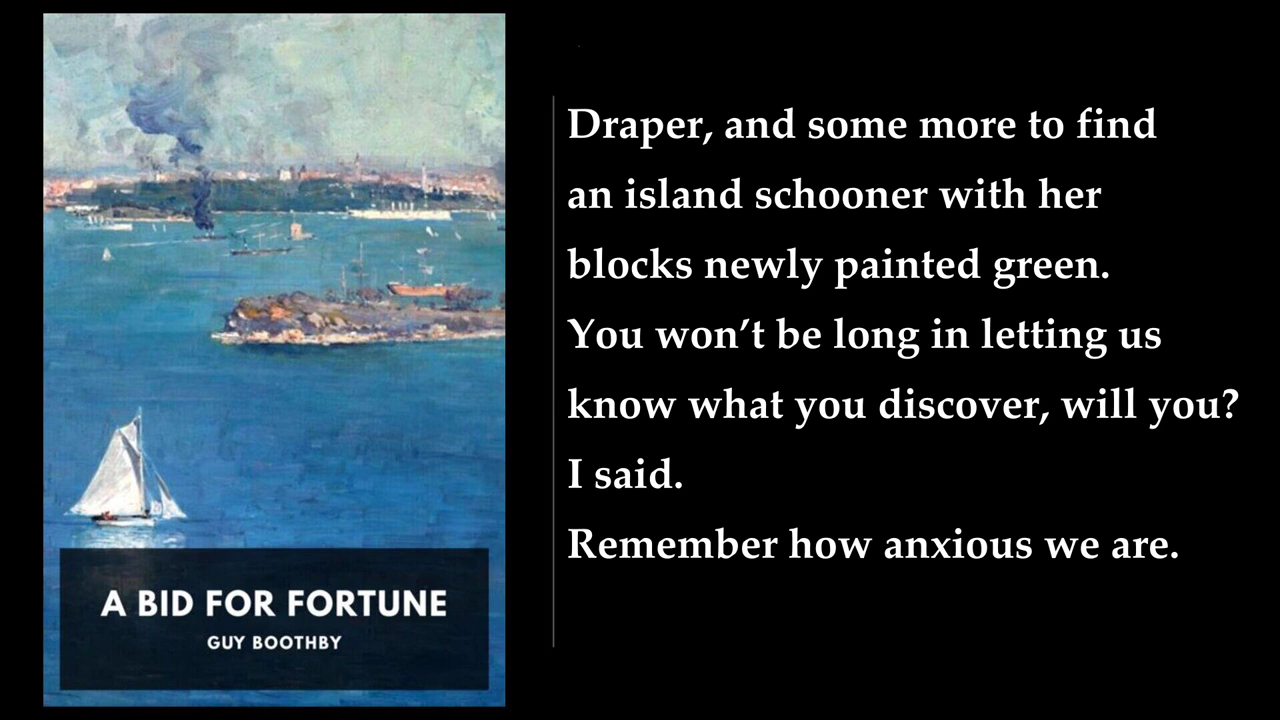 A BID FOR FORTUNE
GUY BOOTHBY
Draper, and some more to find
an island schooner with her
blocks newly painted green.
You won’t be long in letting us
know what you discover, will you?
I said.
Remember how anxious we are.